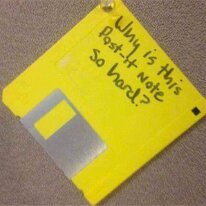 Why is this
Post-it Note
So hard?